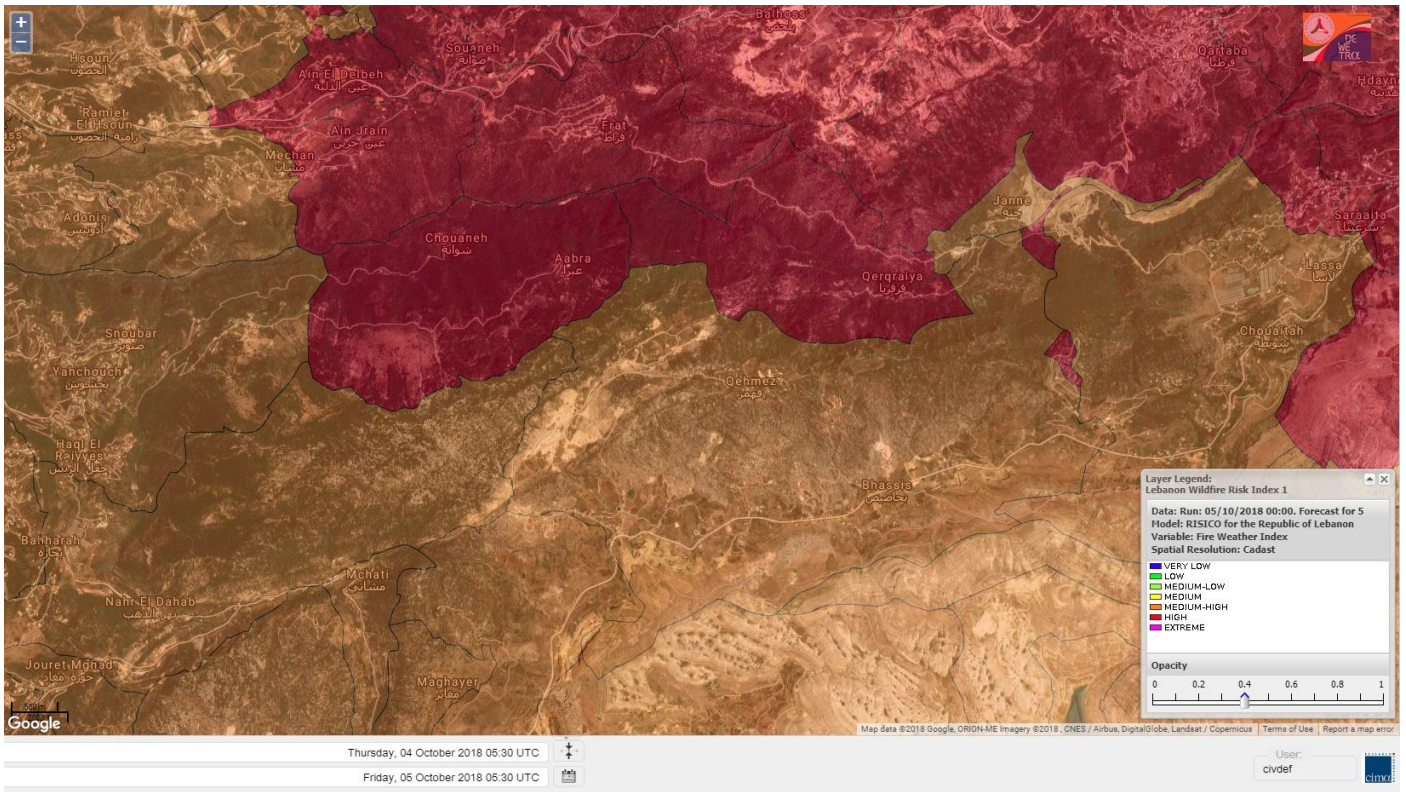 +
−
Balhoss
بلحص
Hsoun
الحصون
Souaneh
صوانة
Qartaba
قرطبا
Ain El Delbeh
عين الدلبة
Hdayn
Ramiet
El Hsoun
رامية الحصون
Ain Jrain
عين جرين
Frat
فراط
Mechan
مشان
Adonis
أدونيس
Janne
جنة
Saraaita
سرعيتا
Chouaneh
شوانة
Aabra
عبرا
Qerqraiya
قرقريا
Lassa
لاسا
Snoubar
صنوبر
Chouaitah
شويطة
Yahchouch
يحشوش
Qehmez
قهمز
Haql El
Raiyyes
حقل الريس
Bhassis
بحاصيص
Balharah
Mchati
مشاتي
Nahr El Dahab
نهر الذهب
Jouret Mghad
جورة مغاد
Maghayer
مغاير
DE
WE
TRα
Layer Legend:
Lebanon Wildfire Risk Index 1
Data: Run: 05/10/2018 00:00. Forecast for 5
Model: RISICO for the Republic of Lebanon
Variable: Fire Weather Index
Spatial Resolution: Cadast
VERY LOW
LOW
MEDIUM-LOW
MEDIUM
MEDIUM-HIGH
HIGH
EXTREME
Opacity
0 0.2 0.4 0.6 0.8 1
Google
Map data ©2018 Google, ORION-ME Imagery ©2018 , CNES / Airbus, DigitalGlobe, Landsat / Copernicus Terms of Use Report a map error
Thursday, 04 October 2018 05:30 UTC
Friday, 05 October 2018 05:30 UTC
User:
civdef
cima